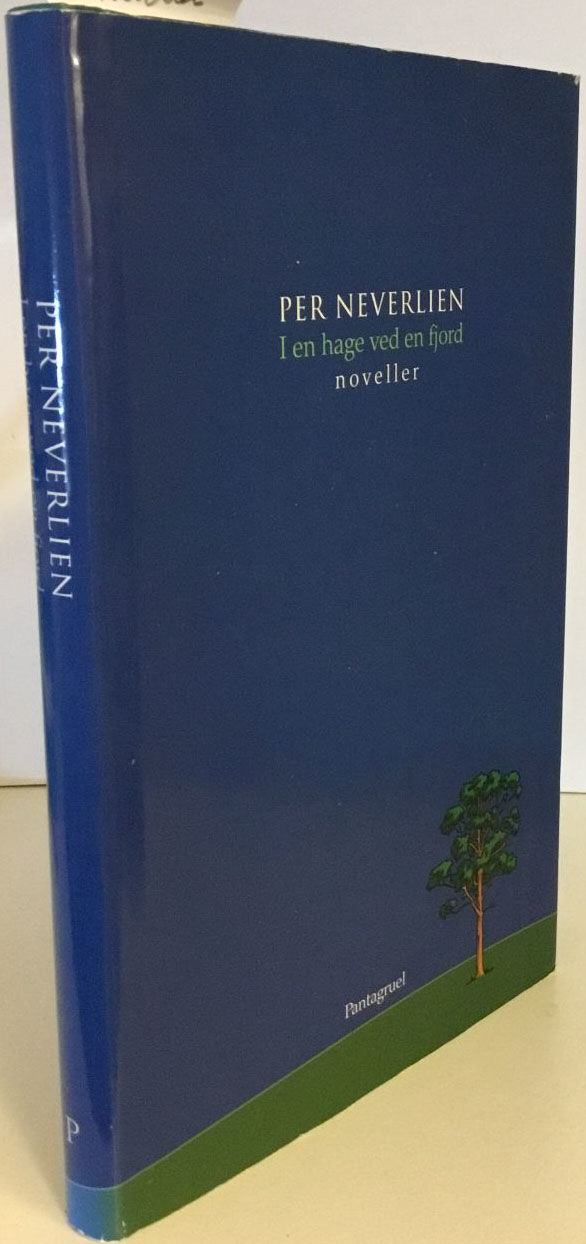 PER NEVERLIEN
I en hage ved en fjord
noveller
Pantagruel
PER NEVERLIEN
P